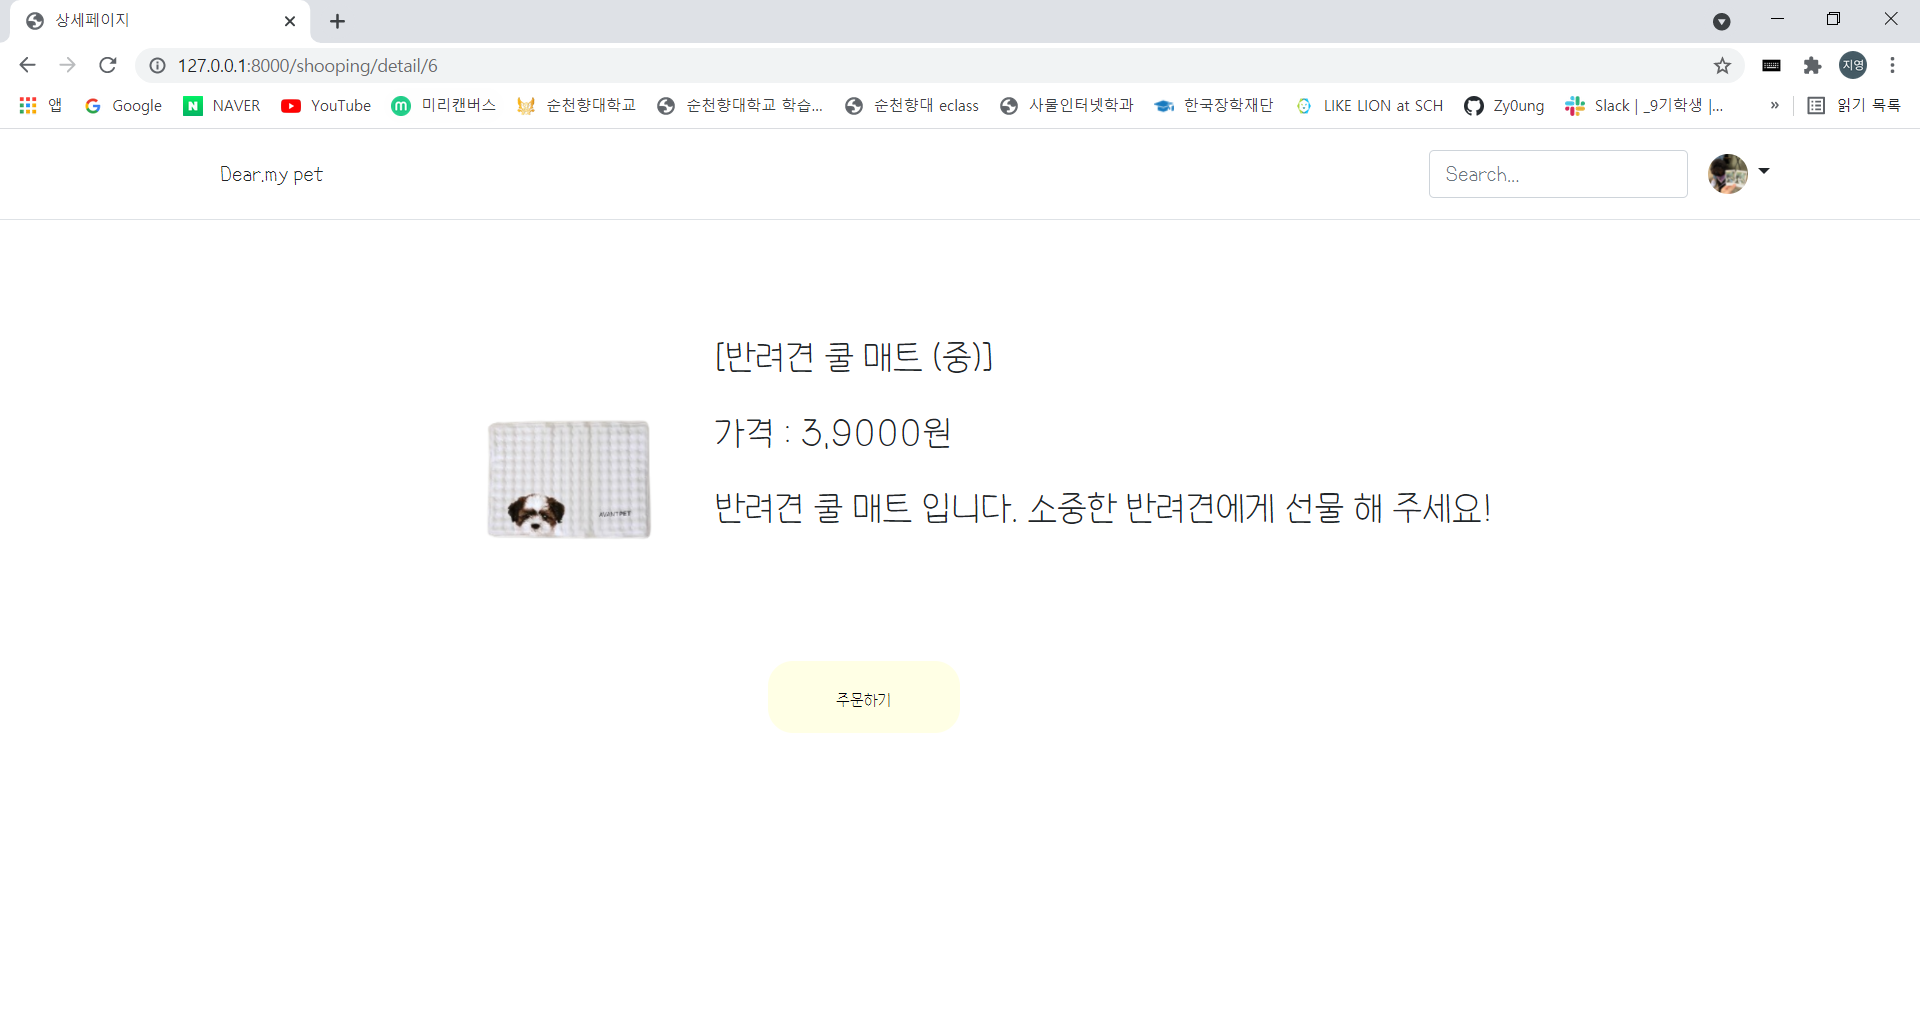 상세페이지
127.0.0.1:8000/shooping/detail/6
지영
앱 Google NAVER YouTube 미리캔버스 순천향대학교 순천향대학교 학습... 순천향대 eclass 사물인터넷학과 한국장학재단 LIKE LION at SCH Zy0ung Slack | _9기학생 |... » 읽기 목록
Dear.my pet
Search...
[반려견 쿨 매트 (중)]
가격 : 3,9000원
반려견 쿨 매트 입니다. 소중한 반려견에게 선물 해 주세요!
AVANTPET
주문하기